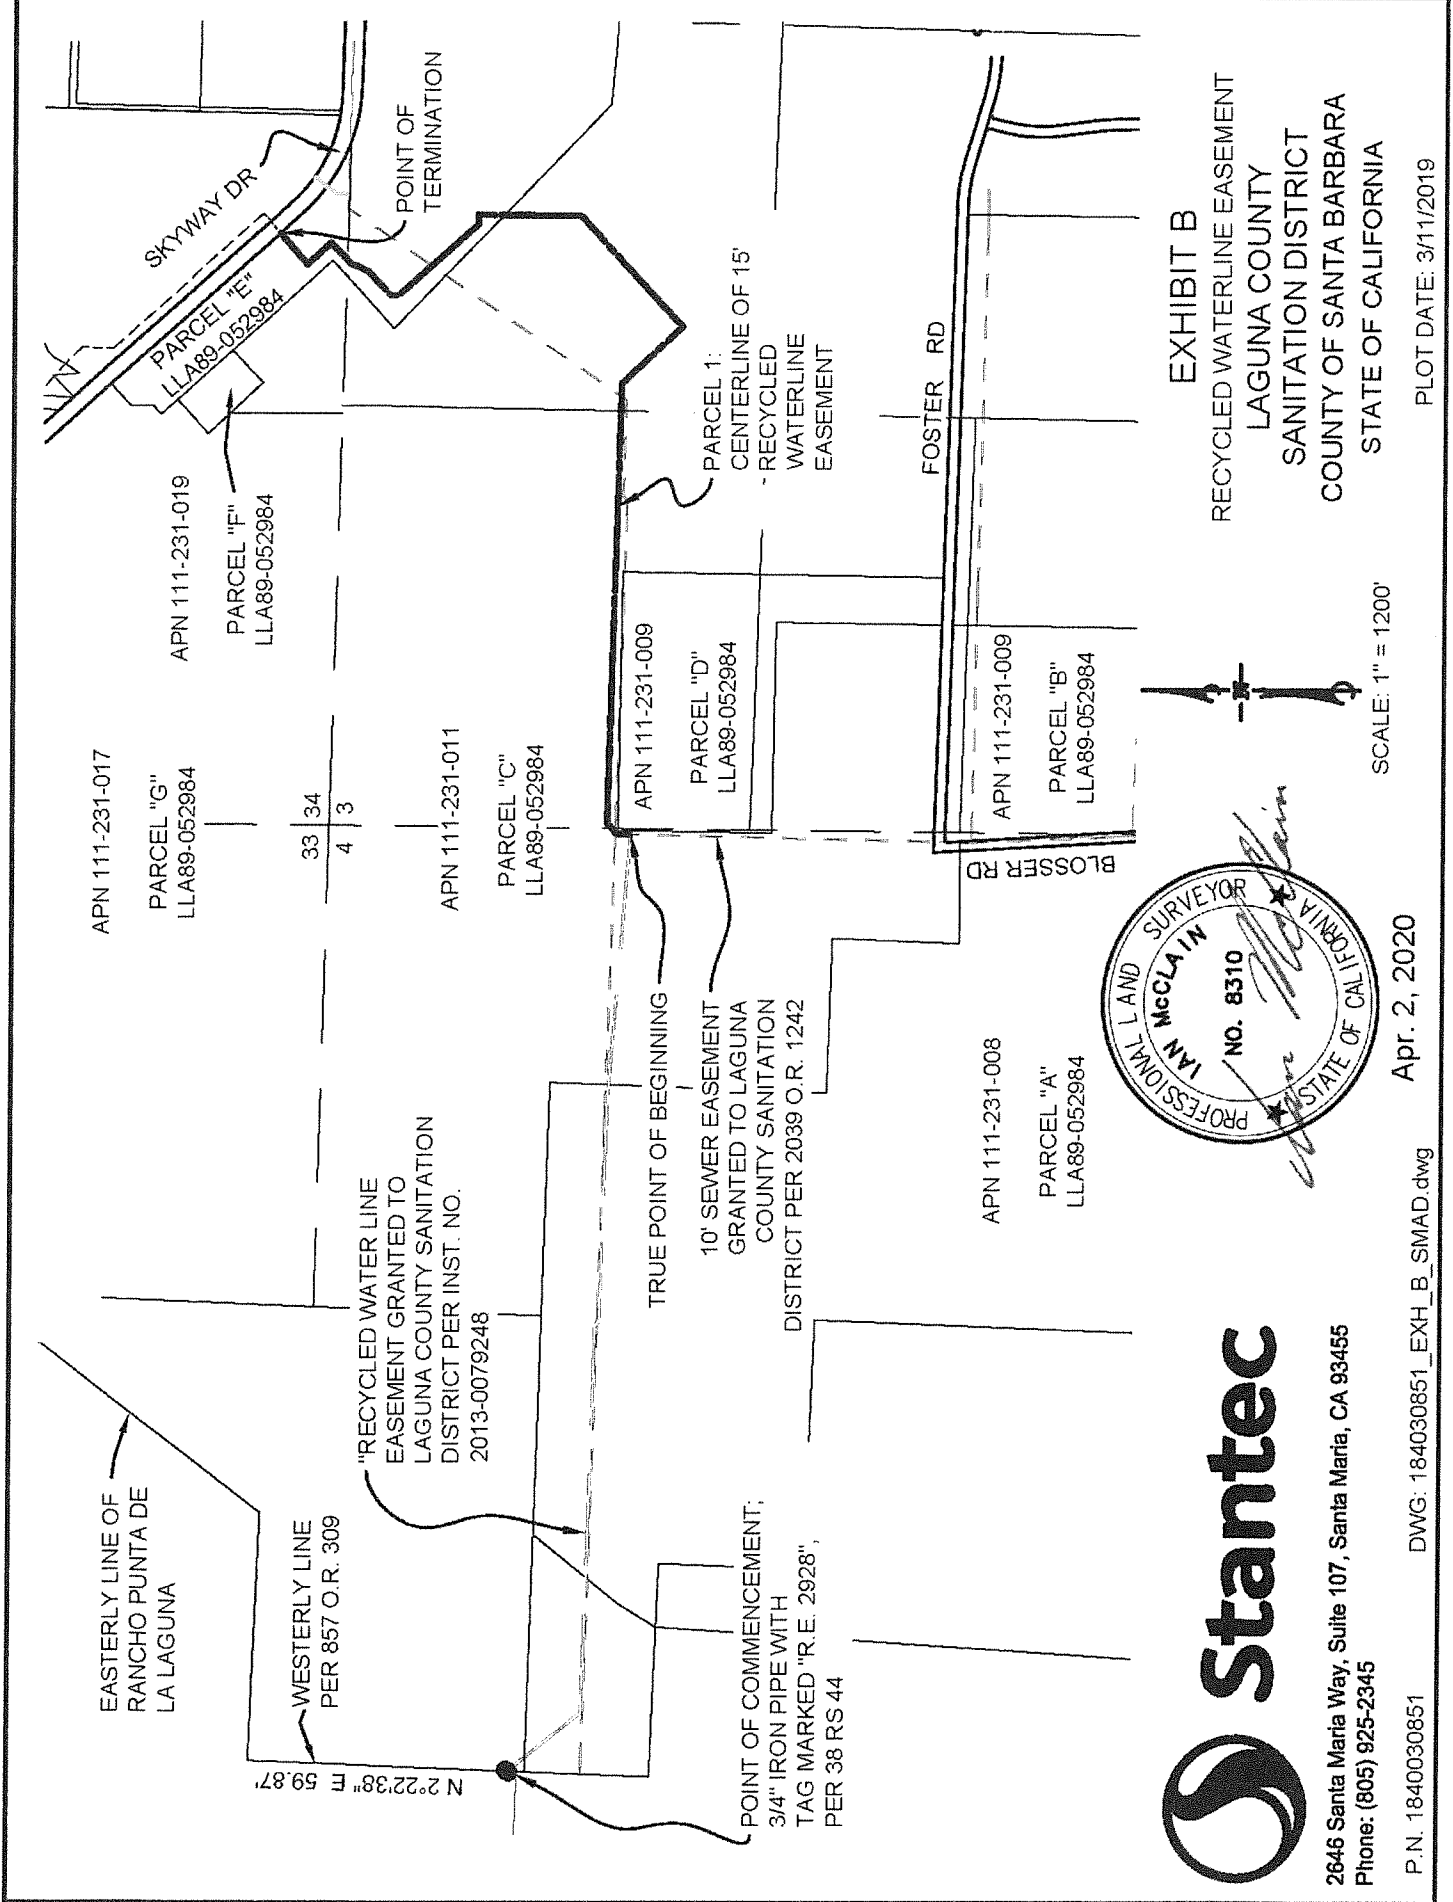 EASTERLY LINE OF
RANCHO PUNTA DE
LA LAGUNA
WESTERLY LINE
PER 857 O.R. 309
N 2°22'38" E 59.87'
"RECYCLED WATER LINE
EASEMENT GRANTED TO
LAGUNA COUNTY SANITATION
DISTRICT PER INST. NO.
2013-0079248
POINT OF COMMENCEMENT;
3/4" IRON PIPE WITH
TAG MARKED "R.E. 2928",
PER 38 RS 44
APN 111-231-017
PARCEL "G"
LLA89-052984
33 34
4 3
APN 111-231-011
PARCEL "C"
LLA89-052984
TRUE POINT OF BEGINNING
10' SEWER EASEMENT
GRANTED TO LAGUNA
COUNTY SANITATION
DISTRICT PER 2039 O.R. 1242
APN 111-231-008
PARCEL "A"
LLA89-052984
APN 111-231-019
PARCEL "F"
LLA89-052984
PARCEL "E"
LLA89-052984
SKYWAY DR
POINT OF
TERMINATION
APN 111-231-009
PARCEL "D"
LLA89-052984
PARCEL 1:
CENTERLINE OF 15'
RECYCLED
WATERLINE
EASEMENT
FOSTER RD
BLOSSER RD
APN 111-231-009
PARCEL "B"
LLA89-052984
Stantec
2646 Santa Maria Way, Suite 107, Santa Maria, CA 93455
Phone: (805) 925-2345
P.N. 1840030851
DWG: 184030851_EXH_B_SMAD.dwg
PROFESSIONAL LAND SURVEYOR
IAN McCLAIN
NO. 8310
STATE OF CALIFORNIA
Apr. 2, 2020
N
SCALE: 1" = 1200'
EXHIBIT B
RECYCLED WATERLINE EASEMENT
LAGUNA COUNTY
SANITATION DISTRICT
COUNTY OF SANTA BARBARA
STATE OF CALIFORNIA
PLOT DATE: 3/11/2019